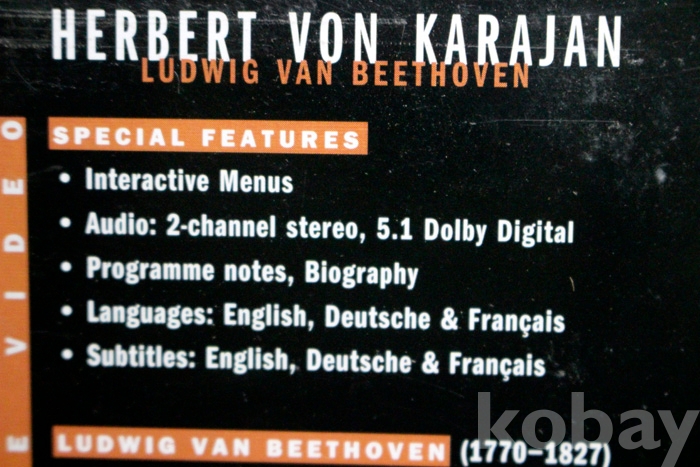 HERBERT VON KARAJAN
LUDWIG VAN BEETHOVEN
SPECIAL FEATURES
• Interactive Menus
• Audio: 2-channel stereo, 5.1 Dolby Digital
• Programme notes, Biography
• Languages: English, Deutsche & Français
• Subtitles: English, Deutsche & Français
LUDWIG VAN BEETHOVEN (1770–1827)
E VIDEO
kobay